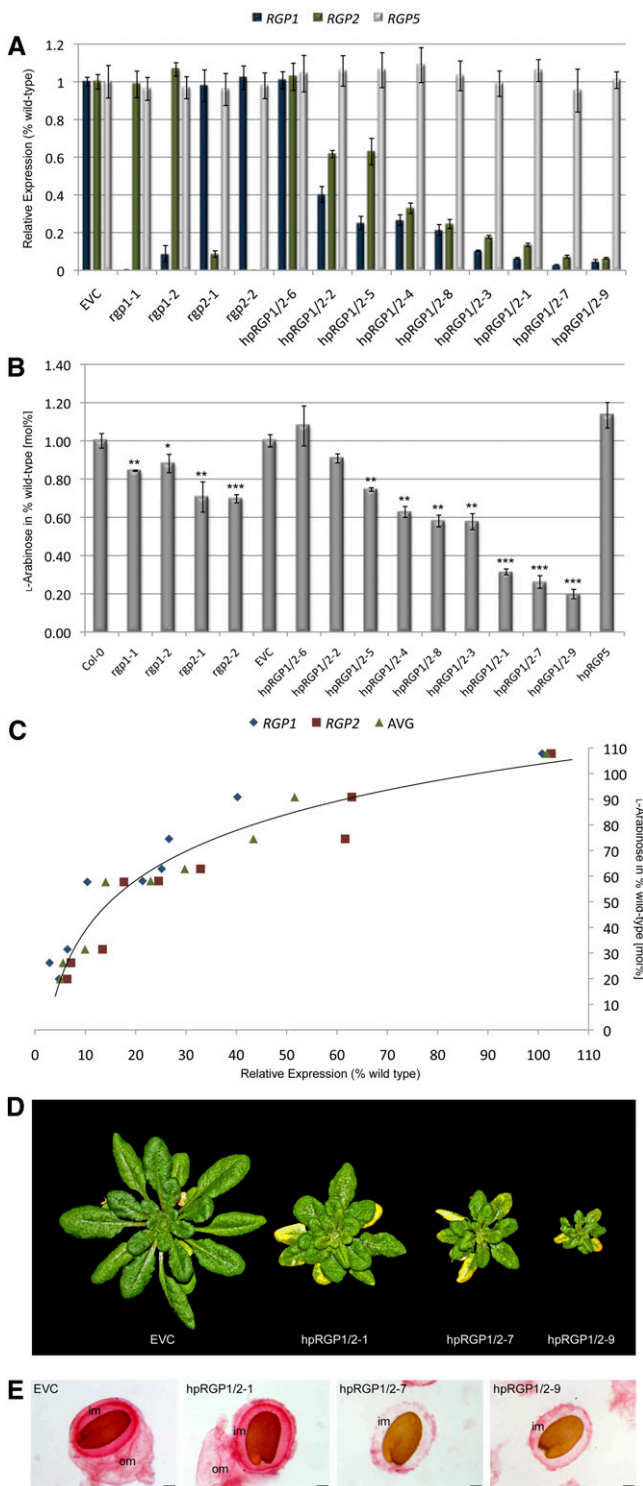 RGP1 RGP2 RGP5
A
Relative Expression (% wild-type)
1.2
1
0.8
0.6
0.4
0.2
0
EVC
rgp1-1
rgp1-2
rgp2-1
rgp2-2
hpRGP1/2-6
hpRGP1/2-2
hpRGP1/2-5
hpRGP1/2-4
hpRGP1/2-8
hpRGP1/2-3
hpRGP1/2-1
hpRGP1/2-7
hpRGP1/2-9
B
L-Arabinose in % wild-type [mol%]
1.40
1.20
1.00
0.80
0.60
0.40
0.20
0.00
**
*
**
***
**
**
**
**
***
***
***
Col-0
rgp1-1
rgp1-2
rgp2-1
rgp2-2
EVC
hpRGP1/2-6
hpRGP1/2-2
hpRGP1/2-5
hpRGP1/2-4
hpRGP1/2-8
hpRGP1/2-3
hpRGP1/2-1
hpRGP1/2-7
hpRGP1/2-9
hpRGP5
C
RGP1 RGP2 AVG
110
100
90
80
70
60
50
40
30
20
10
0
L-Arabinose in % wild-type [mol%]
0 10 20 30 40 50 60 70 80 90 100 110
Relative Expression (% wild type)
D
EVC hpRGP1/2-1 hpRGP1/2-7 hpRGP1/2-9
E
EVC hpRGP1/2-1 hpRGP1/2-7 hpRGP1/2-9
im im im im
om om